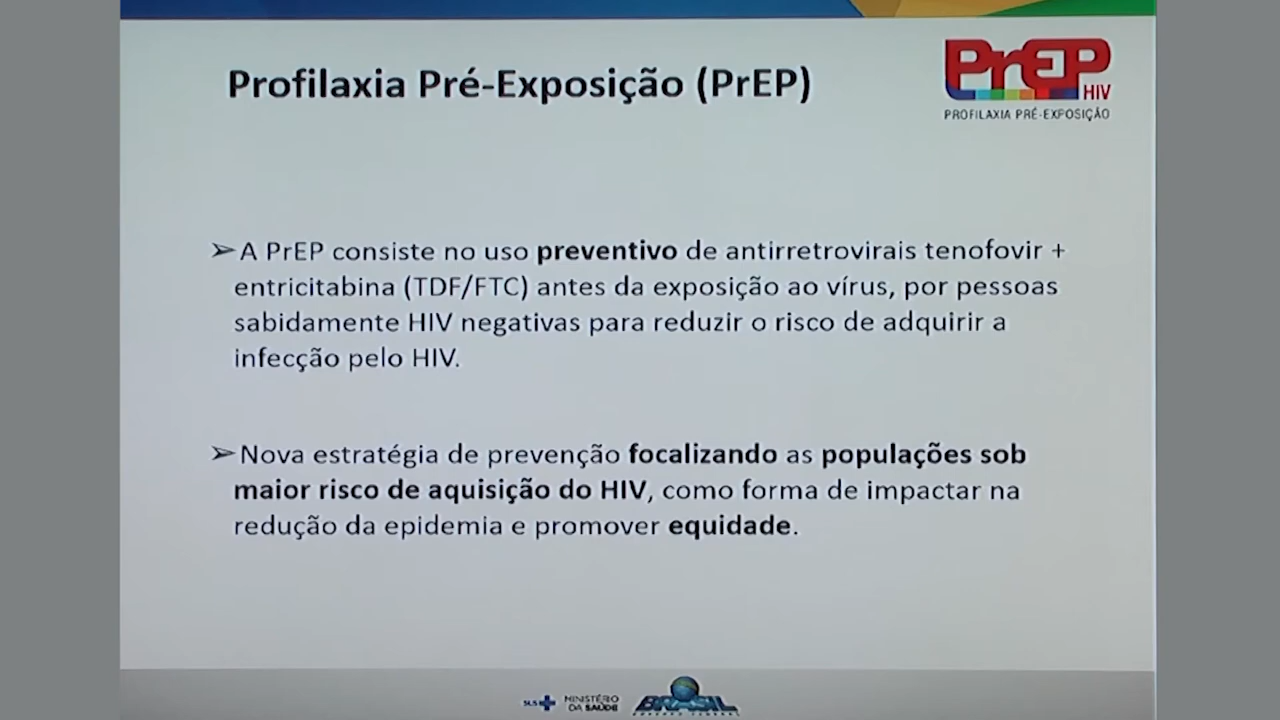 Profilaxia Pré-Exposição (PrEP)
PrEP
HIV
PROFILAXIA PRÉ-EXPOSIÇÃO
➢A PrEP consiste no uso preventivo de antirretrovirais tenofovir +
entricitabina (TDF/FTC) antes da exposição ao vírus, por pessoas
sabidamente HIV negativas para reduzir o risco de adquirir a
infecção pelo HIV.
➢Nova estratégia de prevenção focalizando as populações sob
maior risco de aquisição do HIV, como forma de impactar na
redução da epidemia e promover equidade.
SUS
MINISTÉRIO
DA SAÚDE
BRASIL
GOVERNO FEDERAL